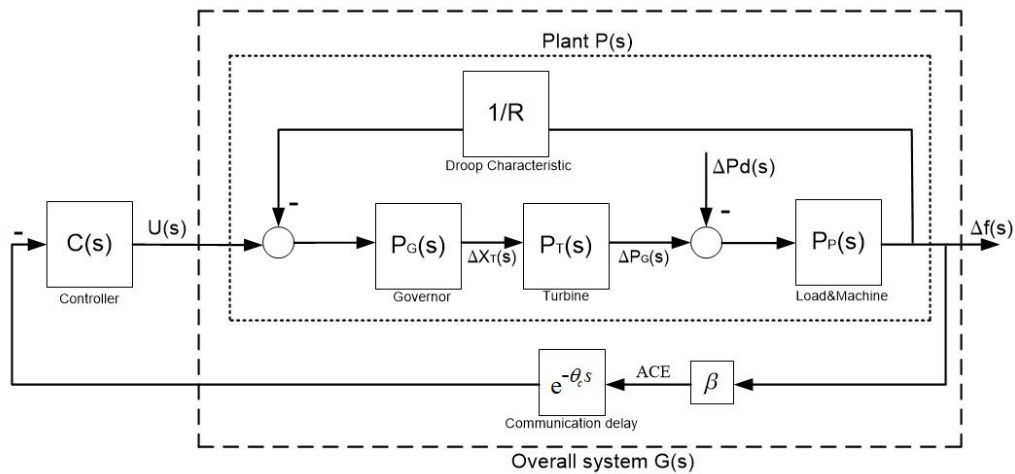 Plant P(s)
1/R
Droop Characteristic
ΔPd(s)
-
-
-
U(s)
Δf(s)
C(s)
PG(s)
PT(s)
PP(s)
ΔXT(s)
ΔPG(s)
Controller
Governor
Turbine
Load&Machine
e-θcs
ACE
β
Communication delay
Overall system G(s)